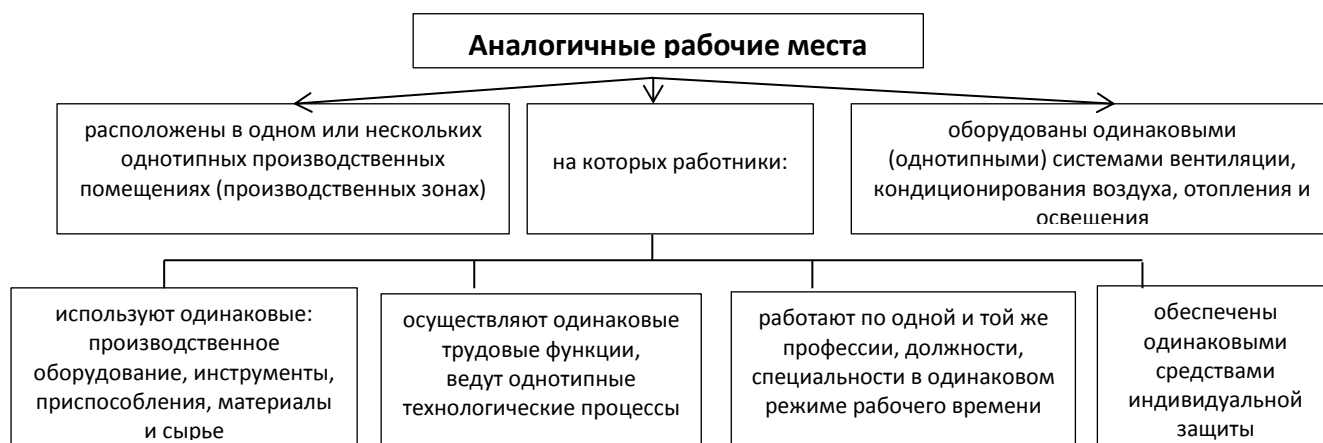 Аналогичные рабочие места
расположены в одном или нескольких
однотипных производственных
помещениях (производственных зонах)
на которых работники:
оборудованы одинаковыми
(однотипными) системами вентиляции,
кондиционирования воздуха, отопления и
освещения
используют одинаковые:
производственное
оборудование, инструменты,
приспособления, материалы
и сырье
осуществляют одинаковые
трудовые функции,
ведут однотипные
технологические процессы
работают по одной и той же
профессии, должности,
специальности в одинаковом
режиме рабочего времени
обеспечены
одинаковыми
средствами
индивидуальной
защиты